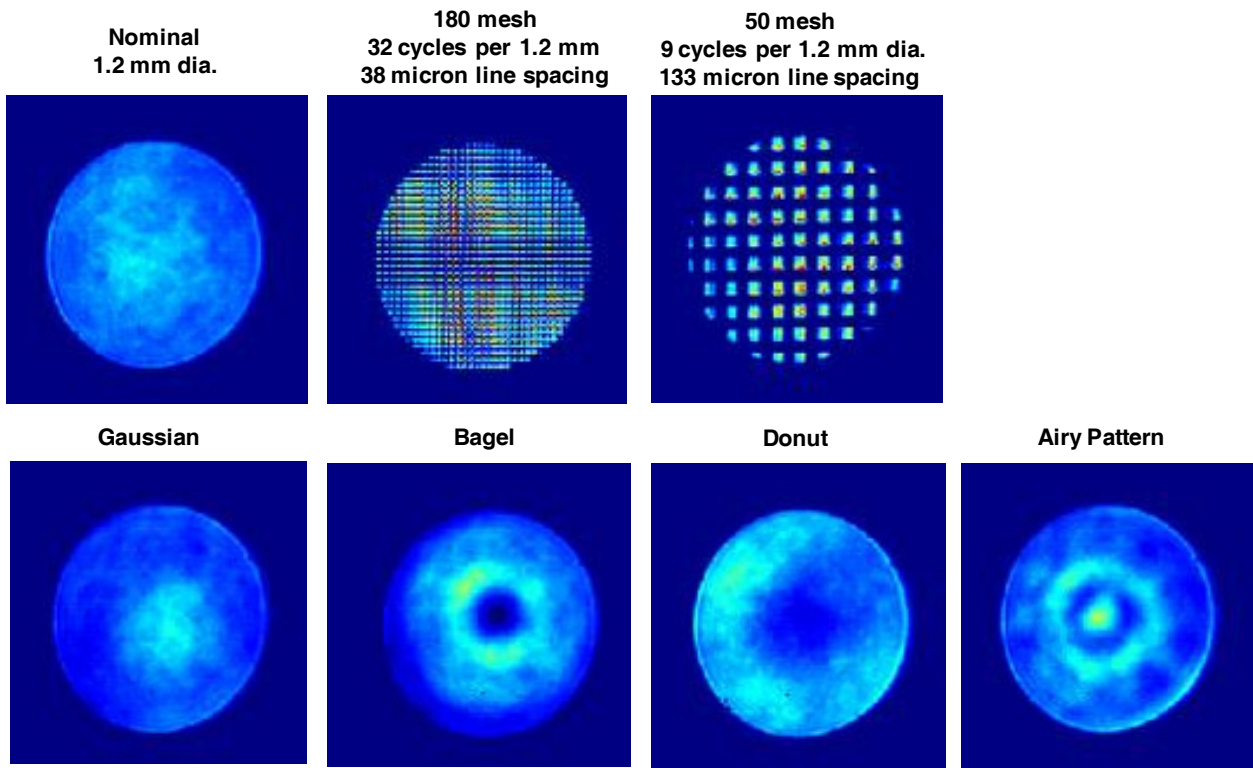 Nominal
1.2 mm dia.
180 mesh
32 cycles per 1.2 mm
38 micron line spacing
50 mesh
9 cycles per 1.2 mm dia.
133 micron line spacing
Gaussian
Bagel
Donut
Airy Pattern